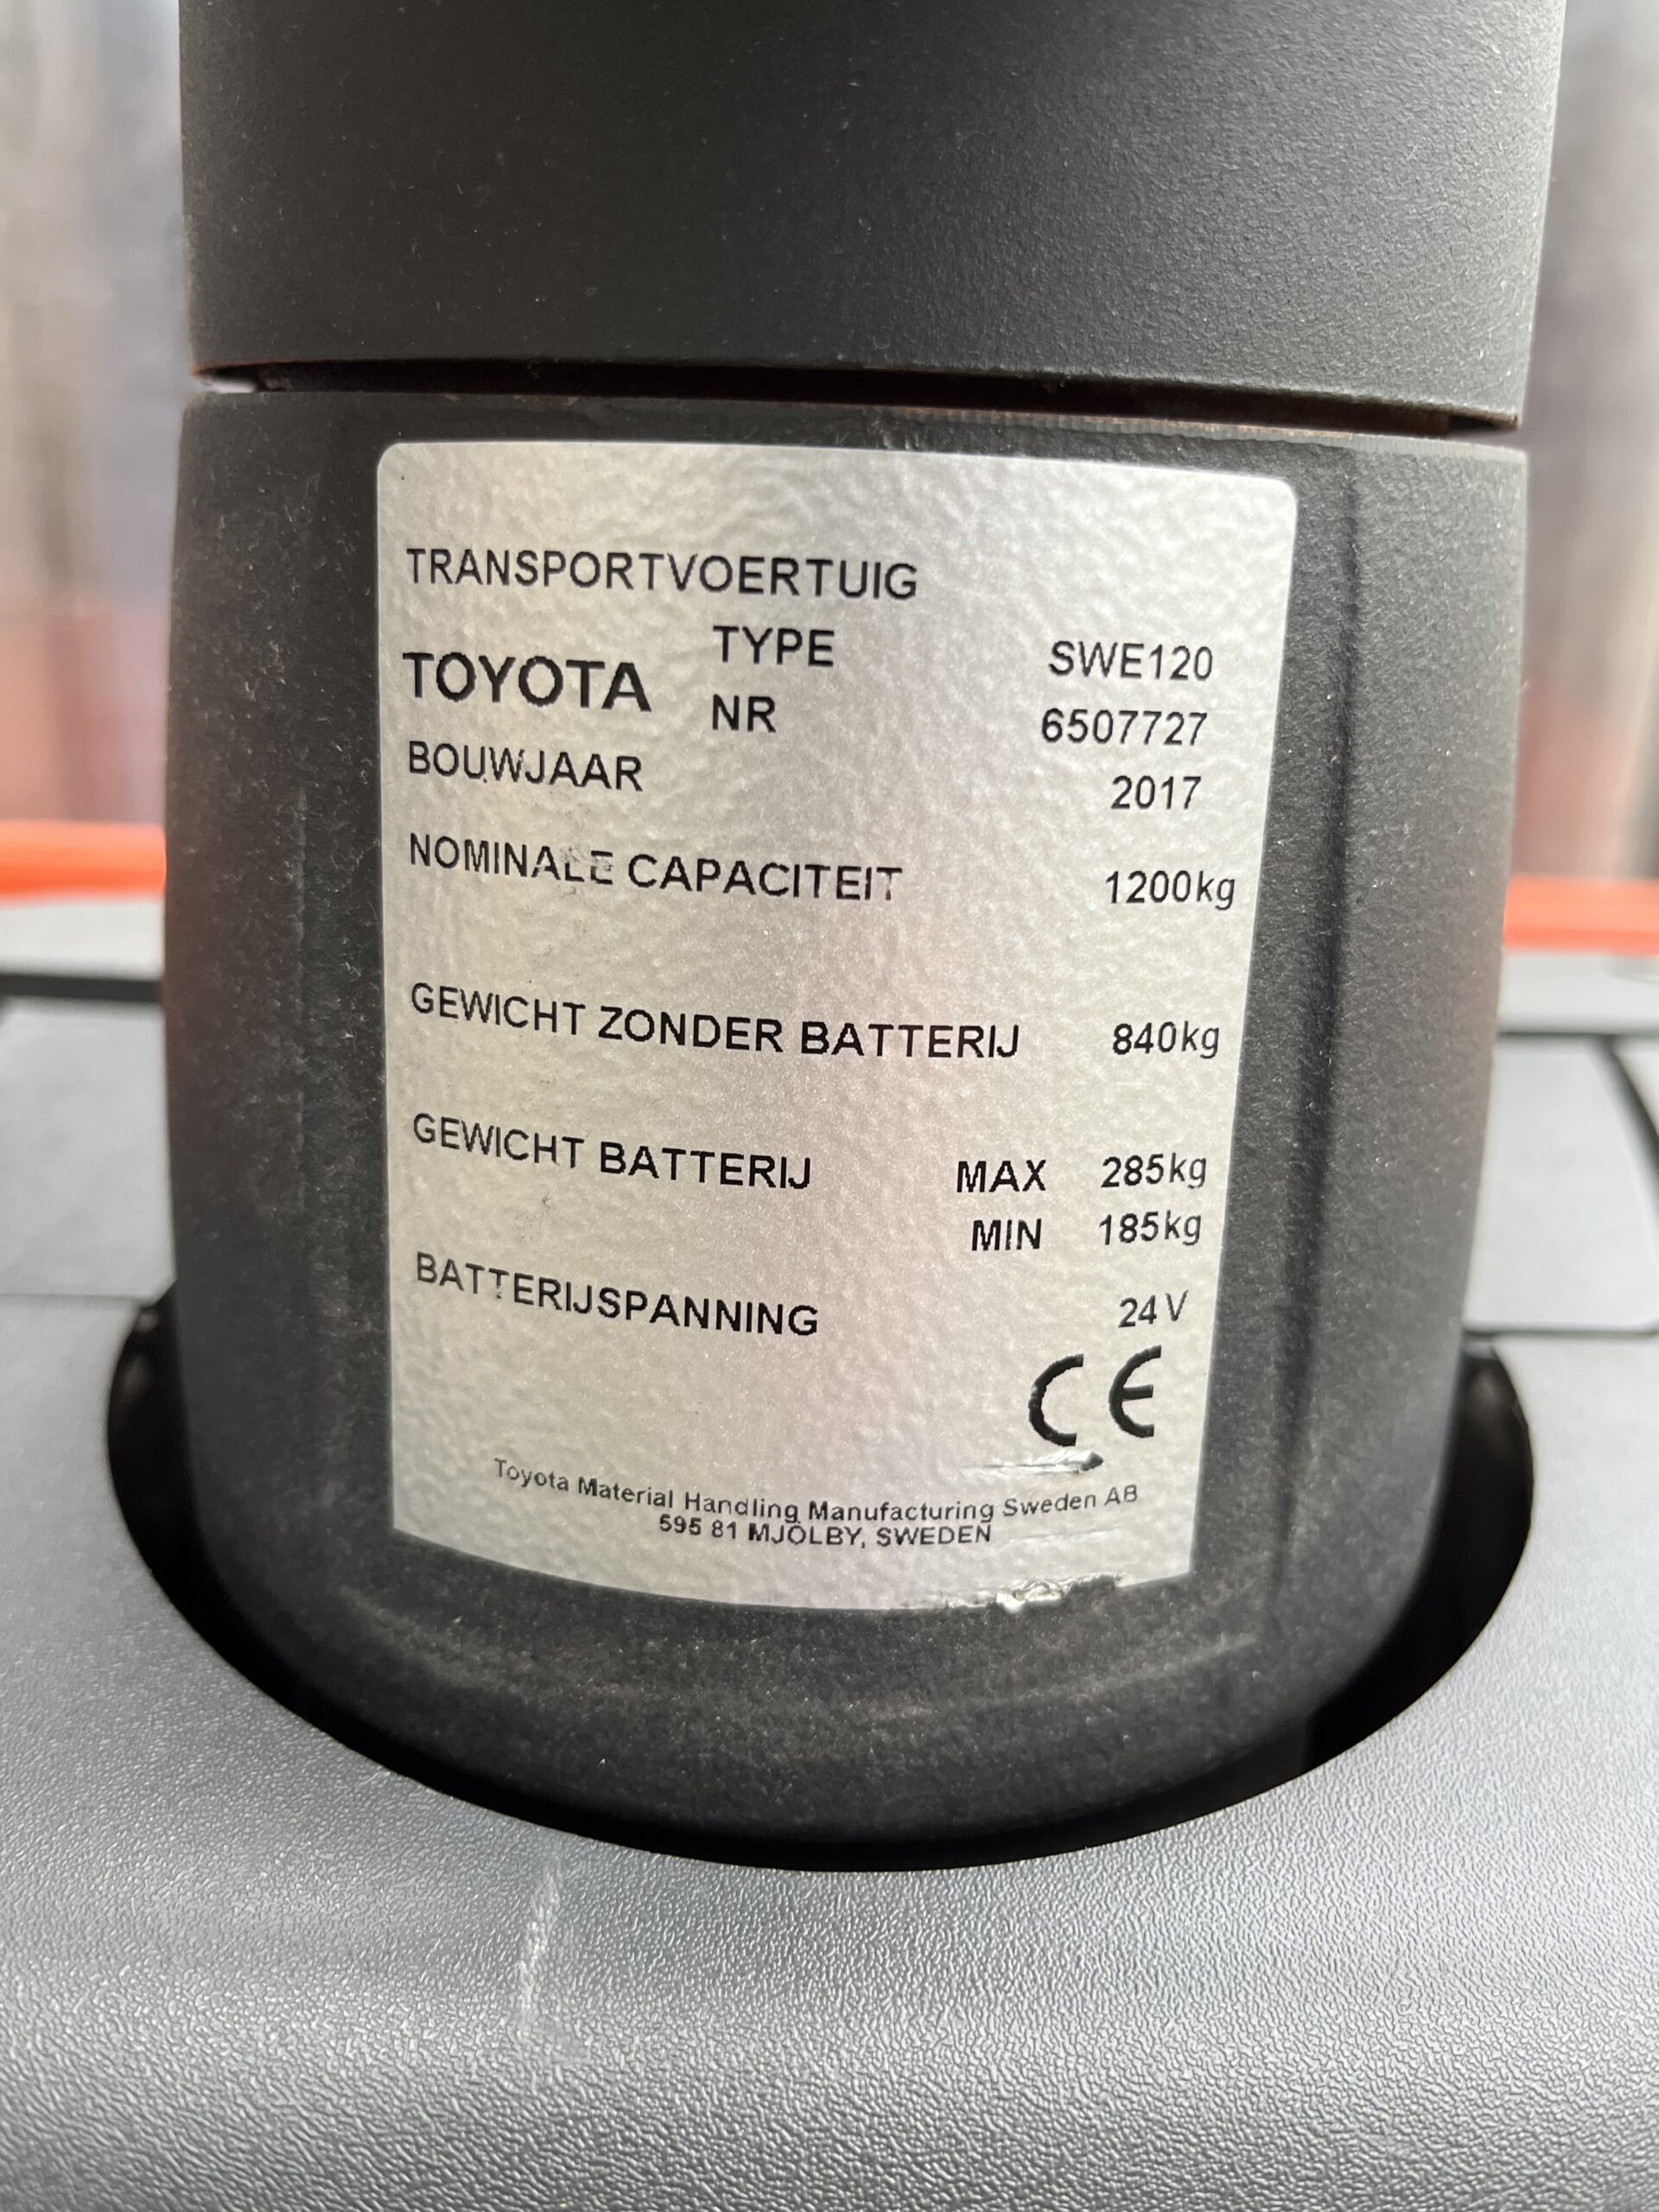 TRANSPORTVOERTUIG
TYPE SWE120
TOYOTA
NR 6507727
BOUWJAAR 2017
NOMINALE CAPACITEIT 1200kg
GEWICHT ZONDER BATTERIJ 840kg
GEWICHT BATTERIJ MAX 285kg
MIN 185kg
BATTERIJSPANNING 24V
CE
Toyota Material Handling Manufacturing Sweden AB
595 81 MJÖLBY, SWEDEN